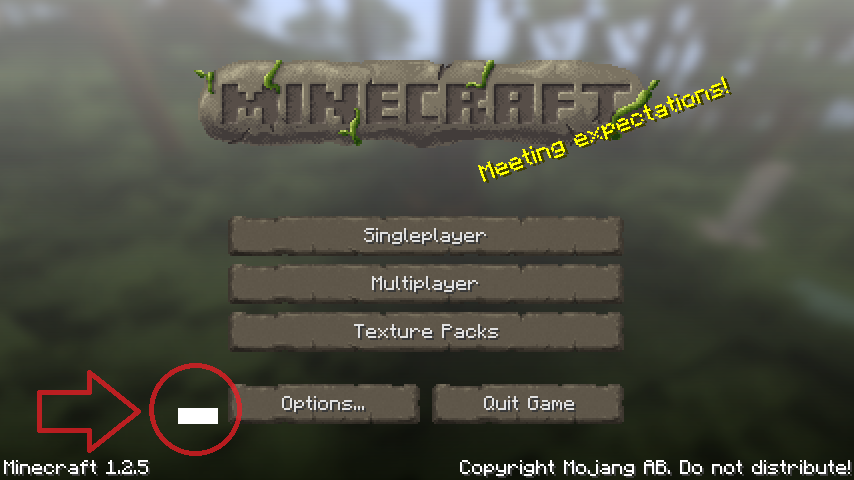 MINECRAFT
Meeting expectations!
Singleplayer
Multiplayer
Texture Packs
Options...
Quit Game
Minecraft 1.2.5
Copyright Mojang AB. Do not distribute!